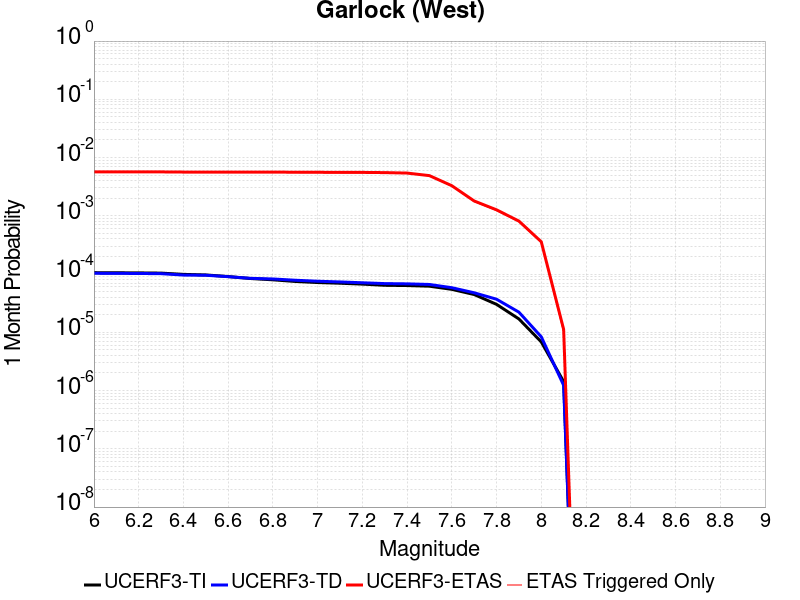 Garlock (West)
10^0
10^-1
10^-2
10^-3
10^-4
10^-5
10^-6
10^-7
10^-8
1 Month Probability
6 6.2 6.4 6.6 6.8 7 7.2 7.4 7.6 7.8 8 8.2 8.4 8.6 8.8 9
Magnitude
UCERF3-TI UCERF3-TD UCERF3-ETAS ETAS Triggered Only